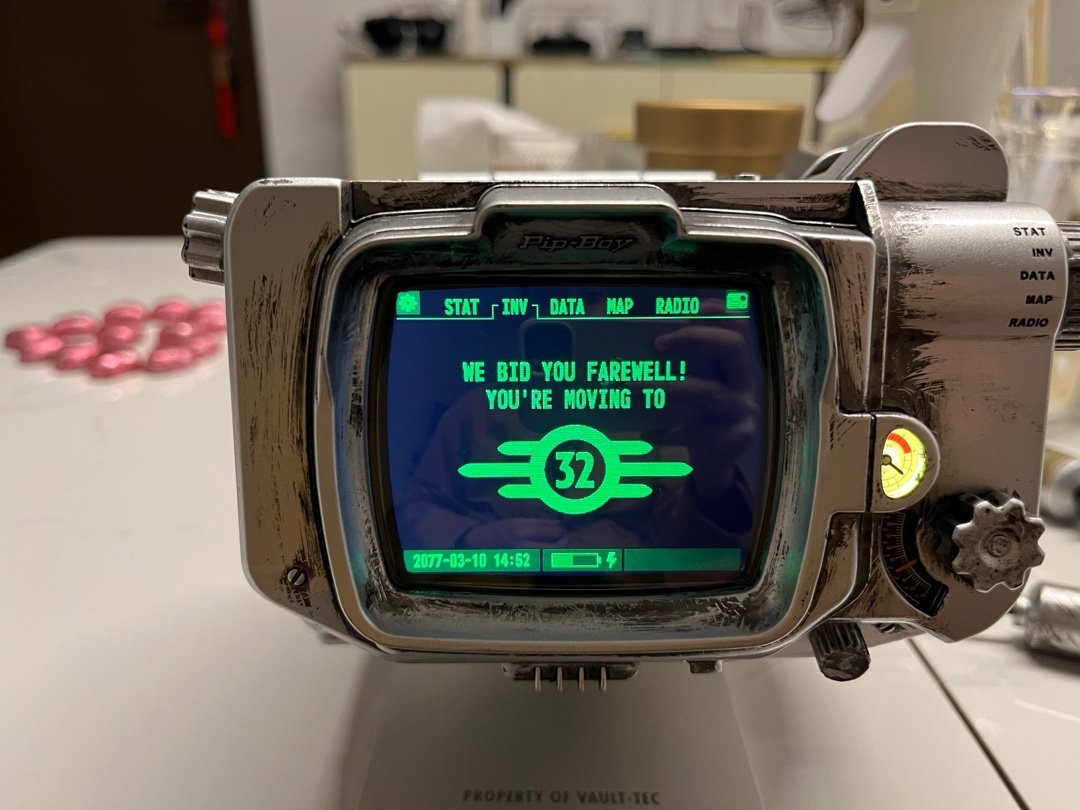 Pip-Boy
STAT INV DATA MAP RADIO
WE BID YOU FAREWELL!
YOU'RE MOVING TO
32
2077-03-10 14:52
STAT
INV
DATA
MAP
RADIO
PROPERTY OF VAULT-TEC